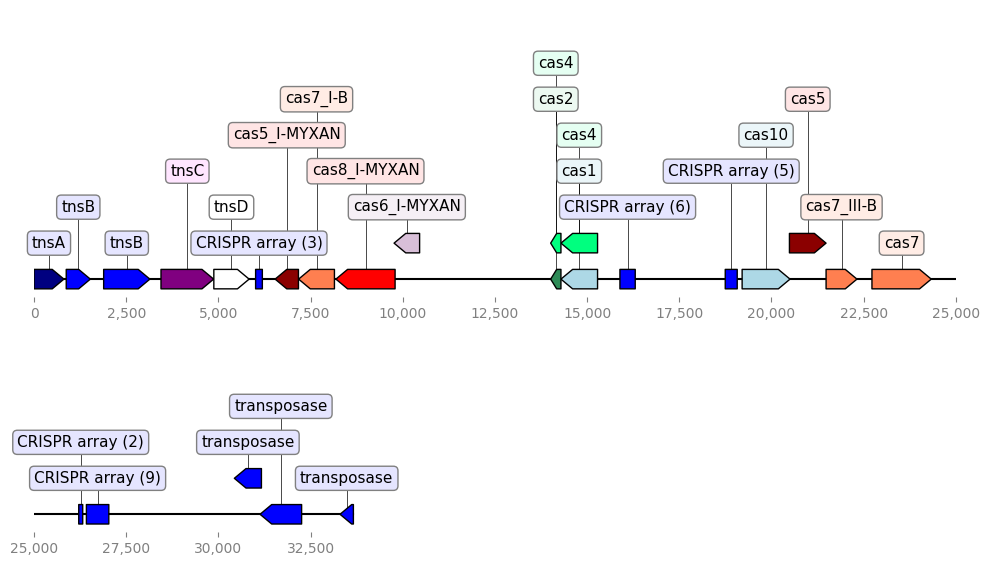 cas4
cas7_I-B cas2 cas5
cas5_I-MYXAN cas4 cas10
tnsC cas8_I-MYXAN cas1 CRISPR array (5)
tnsB tnsD cas6_I-MYXAN CRISPR array (6) cas7_III-B
tnsA tnsB CRISPR array (3) cas7
0 2,500 5,000 7,500 10,000 12,500 15,000 17,500 20,000 22,500 25,000
transposase
CRISPR array (2) transposase
CRISPR array (9) transposase
25,000 27,500 30,000 32,500